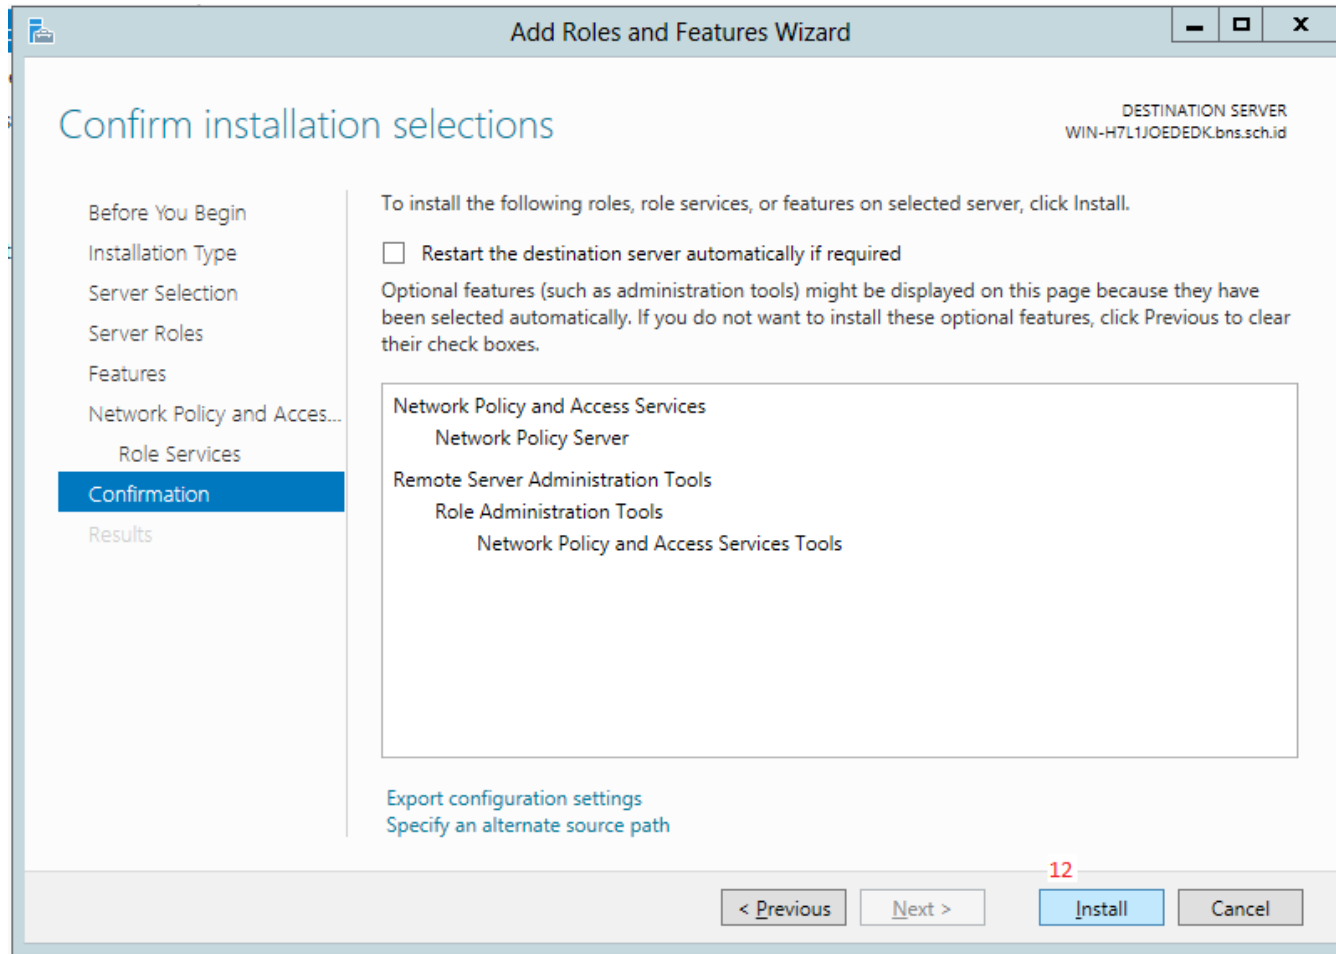 Add Roles and Features Wizard
Confirm installation selections
DESTINATION SERVER
WIN-H7L1JOEDEDK.bns.sch.id
Before You Begin
Installation Type
Server Selection
Server Roles
Features
Network Policy and Acces...
Role Services
Confirmation
Results
To install the following roles, role services, or features on selected server, click Install.
Restart the destination server automatically if required
Optional features (such as administration tools) might be displayed on this page because they have
been selected automatically. If you do not want to install these optional features, click Previous to clear
their check boxes.
Network Policy and Access Services
Network Policy Server
Remote Server Administration Tools
Role Administration Tools
Network Policy and Access Services Tools
Export configuration settings
Specify an alternate source path
12
< Previous
Next >
Install
Cancel